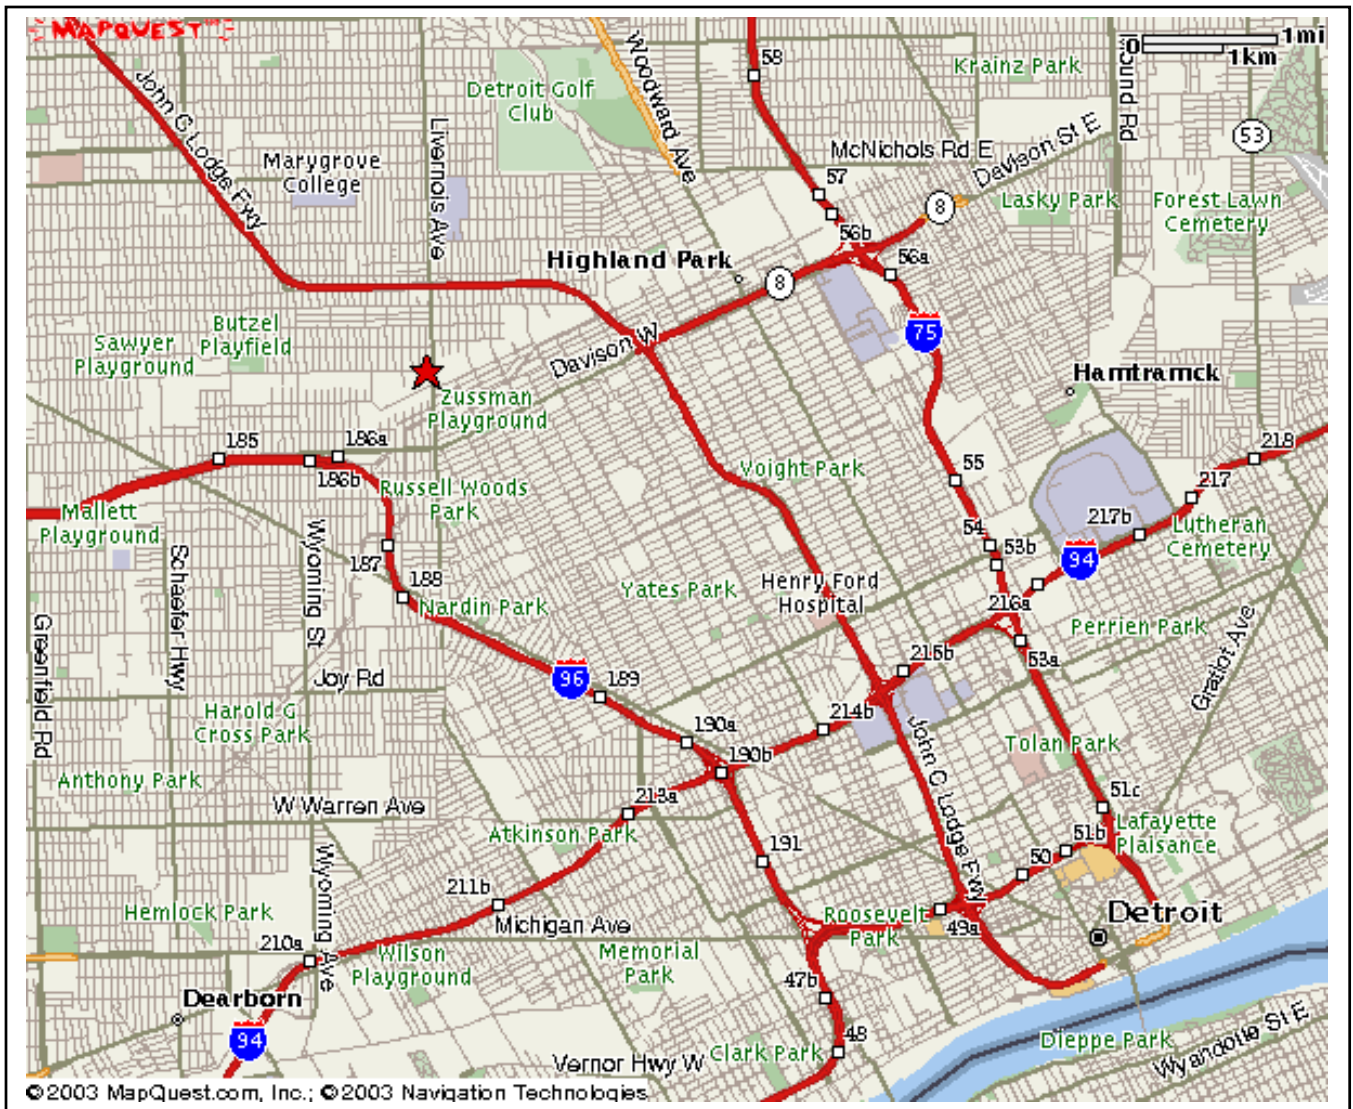 MAPQUEST
0 1mi
1km
58
Krainz Park
Woodward Ave
Detroit Golf
Club
John C Lodge Fwy
Livernois Ave
ound Rd
53
McNichols Rd E
Davison St E
Marygrove
College
57
Lasky Park
Forest Lawn
Cemetery
8
56b
56a
Highland Park
8
Butzel
Playfield
Sawyer
Playground
75
Davison W
Hamtramck
Zussman
Playground
185
186a
186b
218
Voight Park
55
217
Russell Woods
Park
Mallett
Playground
217b
Lutheran
Cemetery
54
53b
94
Wyoming St
Schaefer Hwy
187
188
Nardin Park
Yates Park
Henry Ford
Hospital
216a
Perrien Park
Gratiot Ave
Greenfield Rd
53a
215b
Joy Rd
96
189
Harold G
Cross Park
190a
214b
John C Lodge Fwy
Tolan Park
190b
Anthony Park
W Warren Ave
213a
51c
Atkinson Park
51b
Lafayette
Plaisance
191
50
Wyoming Ave
211b
Hemlock Park
Michigan Ave
Roosevelt
Park
49a
Detroit
210a
Wilson
Playground
Memorial
Park
47b
Dearborn
94
48
Dieppe Park
Wyandotte St E
Vernor Hwy W
Clark Park
©2003 MapQuest.com, Inc.; ©2003 Navigation Technologies